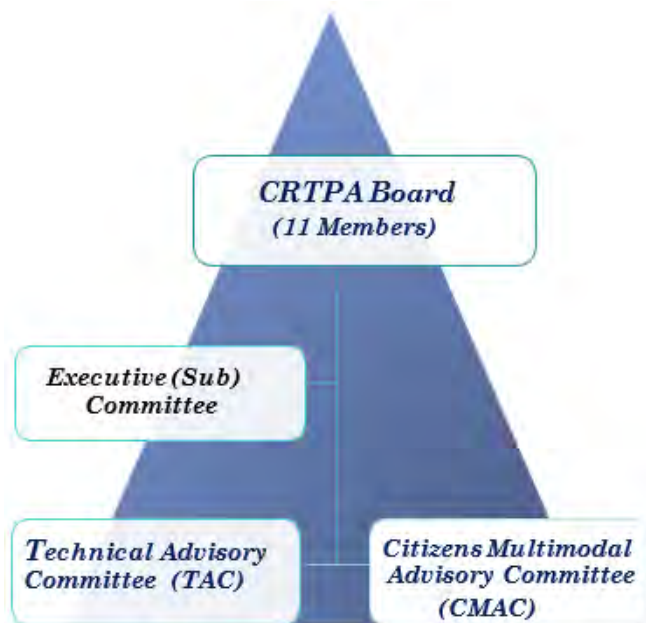 CRTPA Board
(11 Members)
Executive (Sub)
Committee
Technical Advisory
Committee (TAC)
Citizens Multimodal
Advisory Committee
(CMAC)